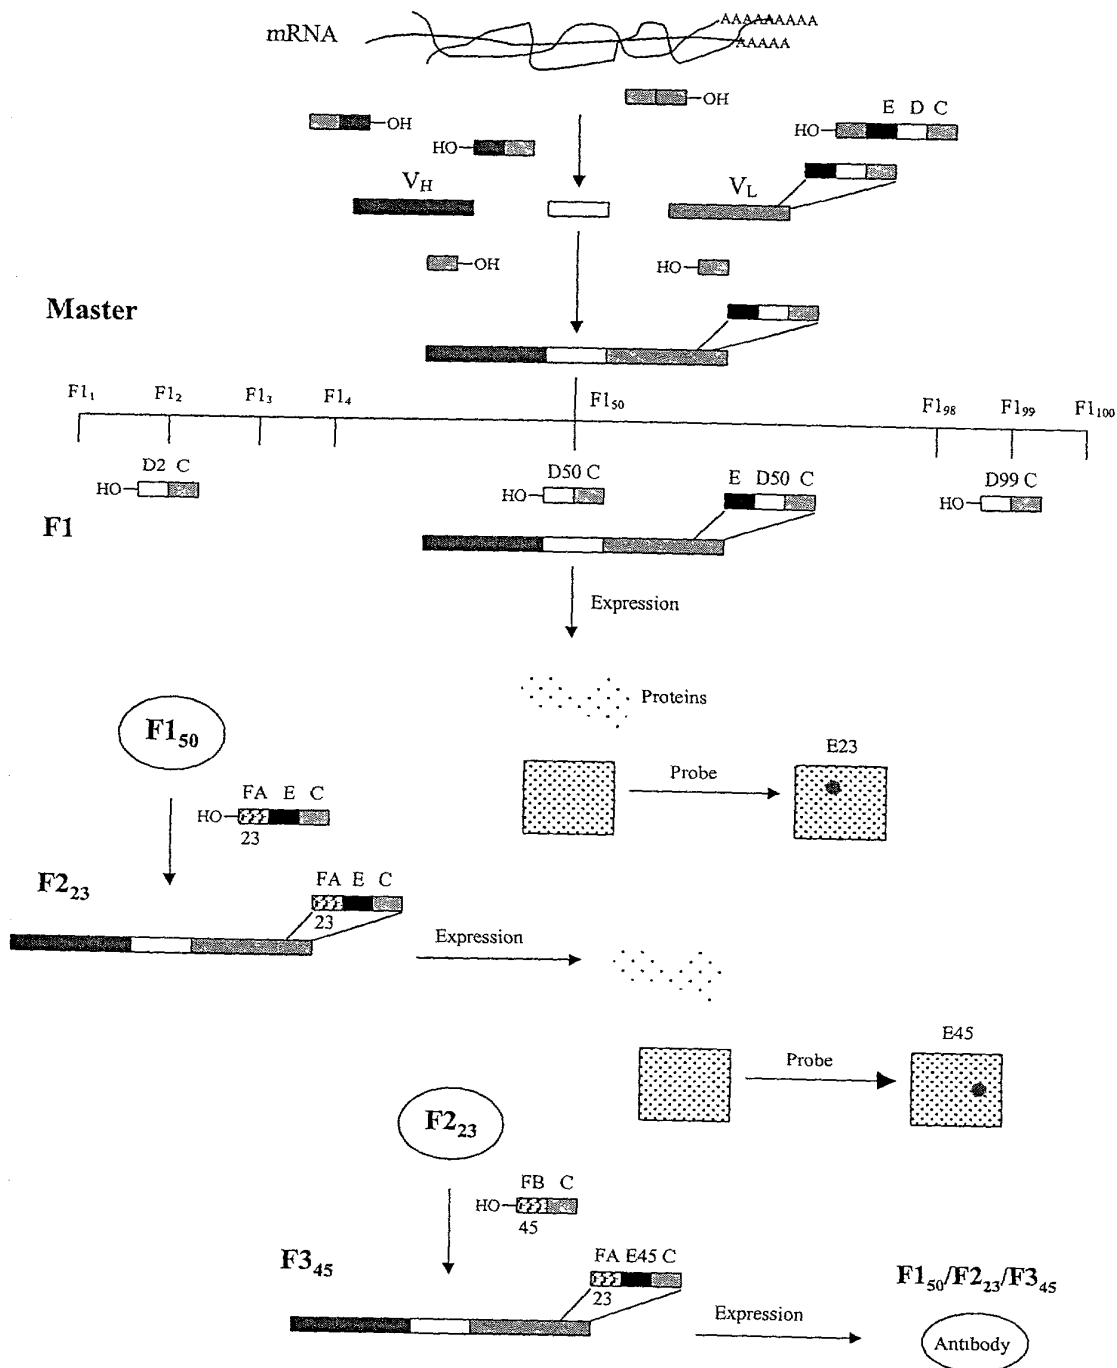 AAAAAAAAA
mRNA
AAAAA
OH
OH
E D C
HO
HO
VH
VL
OH
HO
Master
F1₁ F1₂ F1₃ F1₄ F1₅₀ F1₉₈ F1₉₉ F1₁₀₀
D2 C
HO
D50 C
HO
E D50 C
D99 C
HO
F1
Expression
Proteins
F1₅₀
E23
Probe
FA E C
HO
23
F2₂₃
FA E C
23
Expression
E45
Probe
F2₂₃
FB C
HO
45
F3₄₅
FA E45 C
23
F1₅₀/F2₂₃/F3₄₅
Expression
Antibody